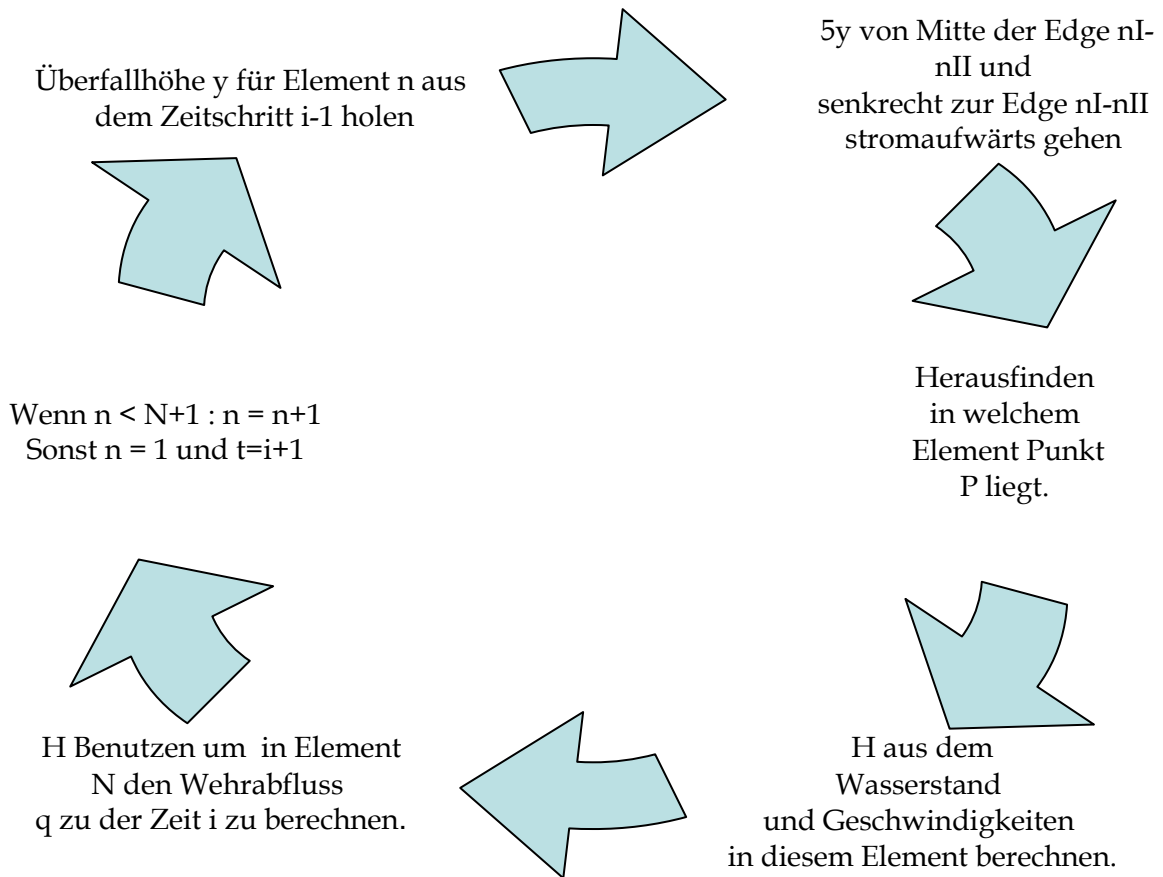 Überfallhöhe y für Element n aus
dem Zeitschritt i-1 holen
5y von Mitte der Edge nI-
nII und
senkrecht zur Edge nI-nII
stromaufwärts gehen
Herausfinden
in welchem
Element Punkt
P liegt.
H aus dem
Wasserstand
und Geschwindigkeiten
in diesem Element berechnen.
H Benutzen um in Element
N den Wehrabfluss
q zu der Zeit i zu berechnen.
Wenn n < N+1 : n = n+1
Sonst n = 1 und t=i+1